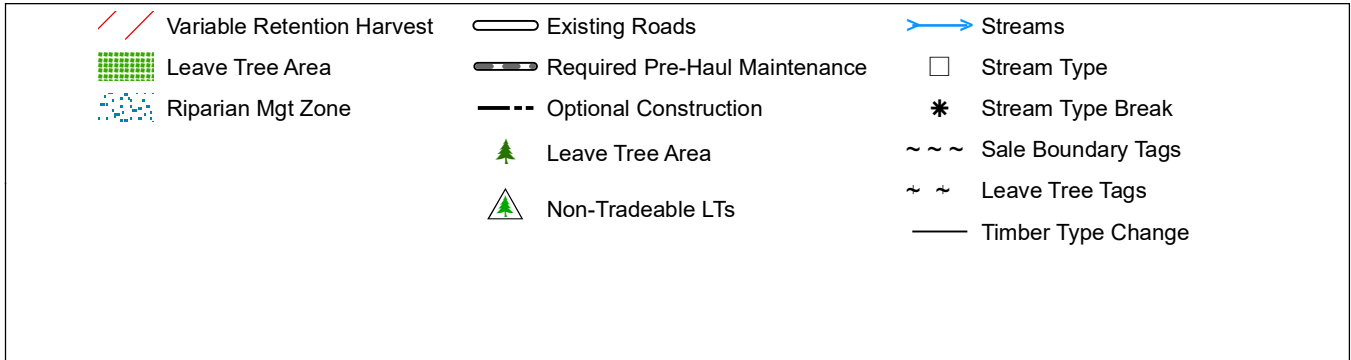 Variable Retention Harvest
Leave Tree Area
Riparian Mgt Zone
Existing Roads
Required Pre-Haul Maintenance
Optional Construction
Leave Tree Area
Non-Tradeable LTs
Streams
Stream Type
Stream Type Break
Sale Boundary Tags
Leave Tree Tags
Timber Type Change